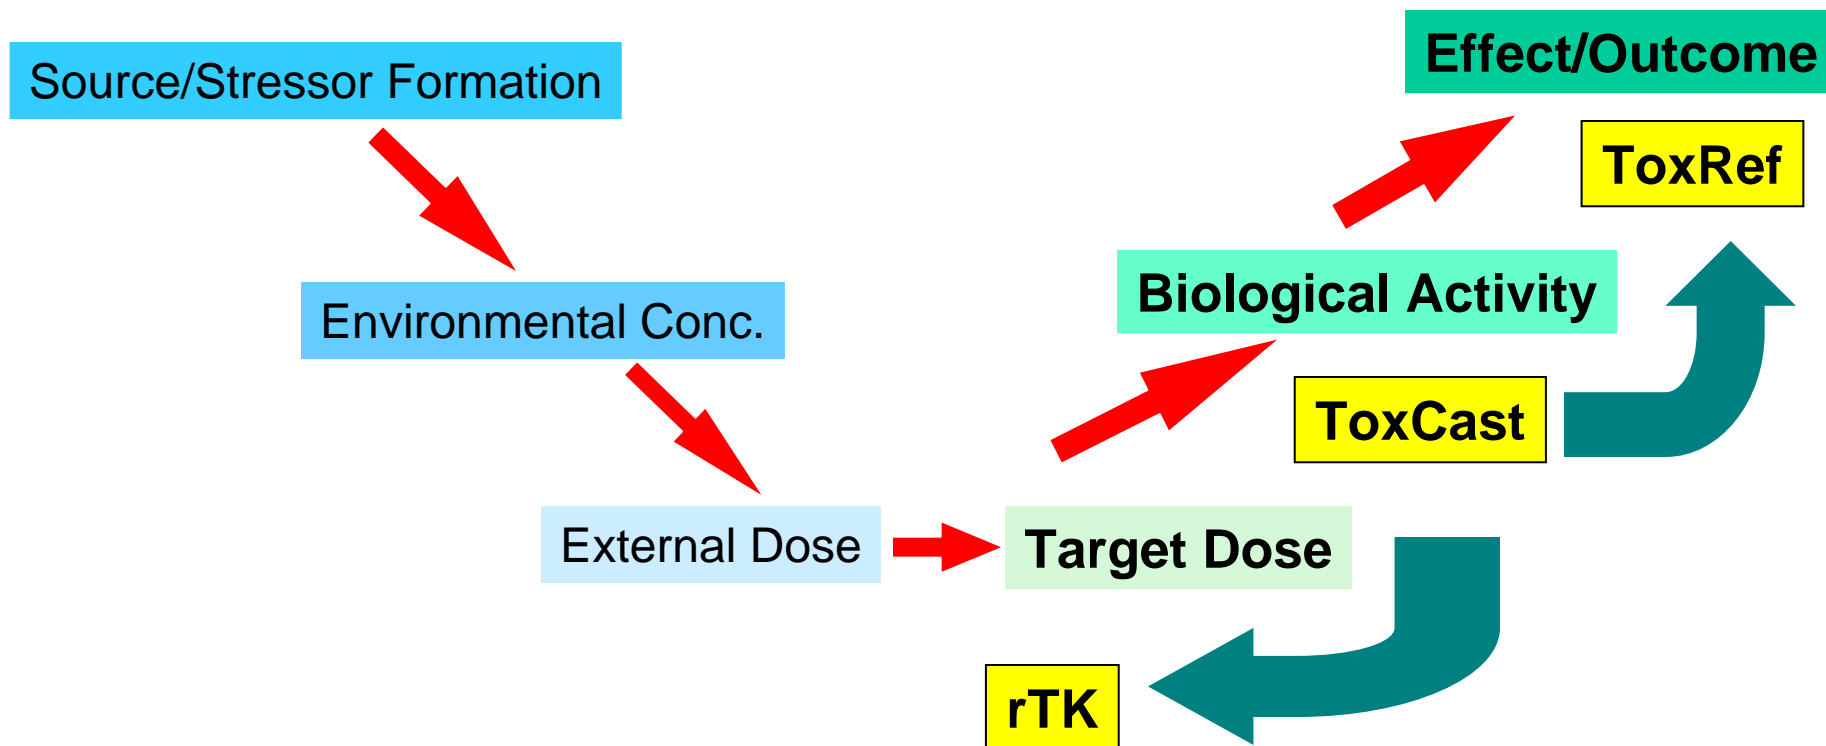 Source/Stressor Formation
Environmental Conc.
External Dose
Target Dose
Biological Activity
Effect/Outcome
ToxRef
ToxCast
rTK